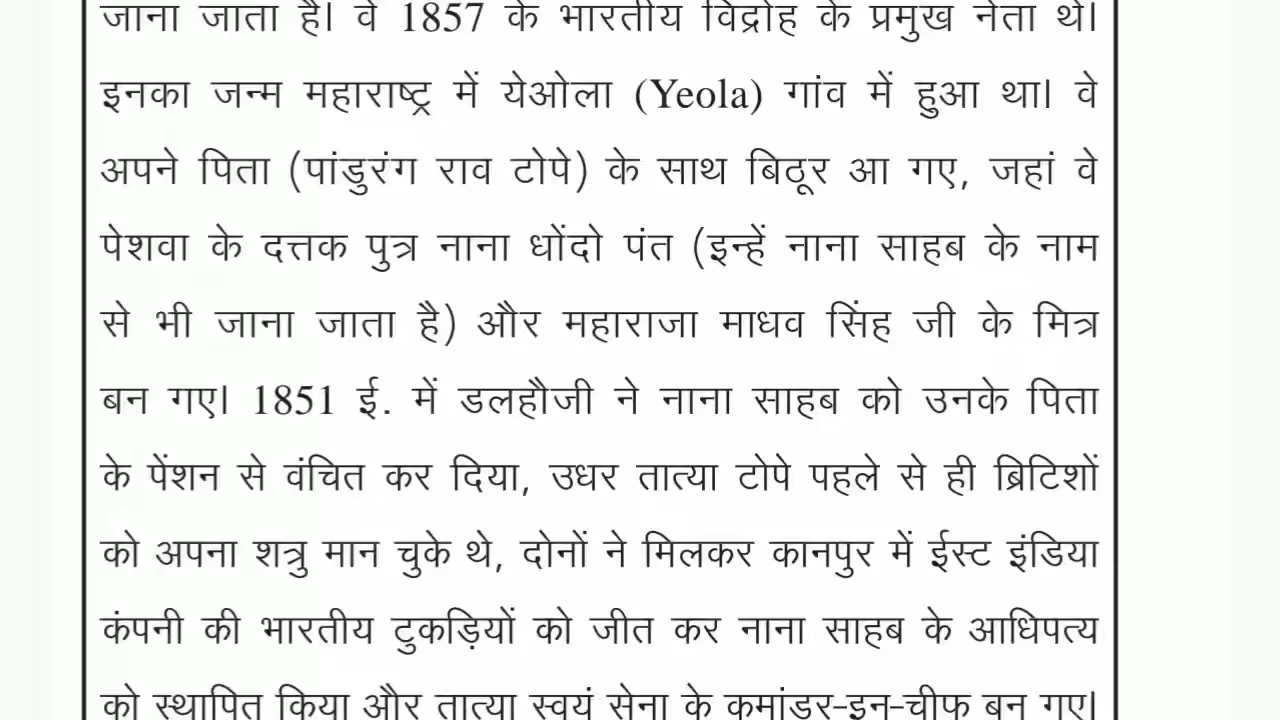 जाना जाता है। वे 1857 के भारतीय विद्रोह के प्रमुख नेता थे।
इनका जन्म महाराष्ट्र में येओला (Yeola) गांव में हुआ था। वे
अपने पिता (पांडुरंग राव टोपे) के साथ बिठूर आ गए, जहां वे
पेशवा के दत्तक पुत्र नाना धोंदो पंत (इन्हें नाना साहब के नाम
से भी जाना जाता है) और महाराजा माधव सिंह जी के मित्र
बन गए। 1851 ई. में डलहौजी ने नाना साहब को उनके पिता
के पेंशन से वंचित कर दिया, उधर तात्या टोपे पहले से ही ब्रिटिशों
को अपना शत्रु मान चुके थे, दोनों ने मिलकर कानपुर में ईस्ट इंडिया
कंपनी की भारतीय टुकड़ियों को जीत कर नाना साहब के आधिपत्य
को स्थापित किया और तात्या स्वयं सेना के कमांडर-इन-चीफ बन गए।